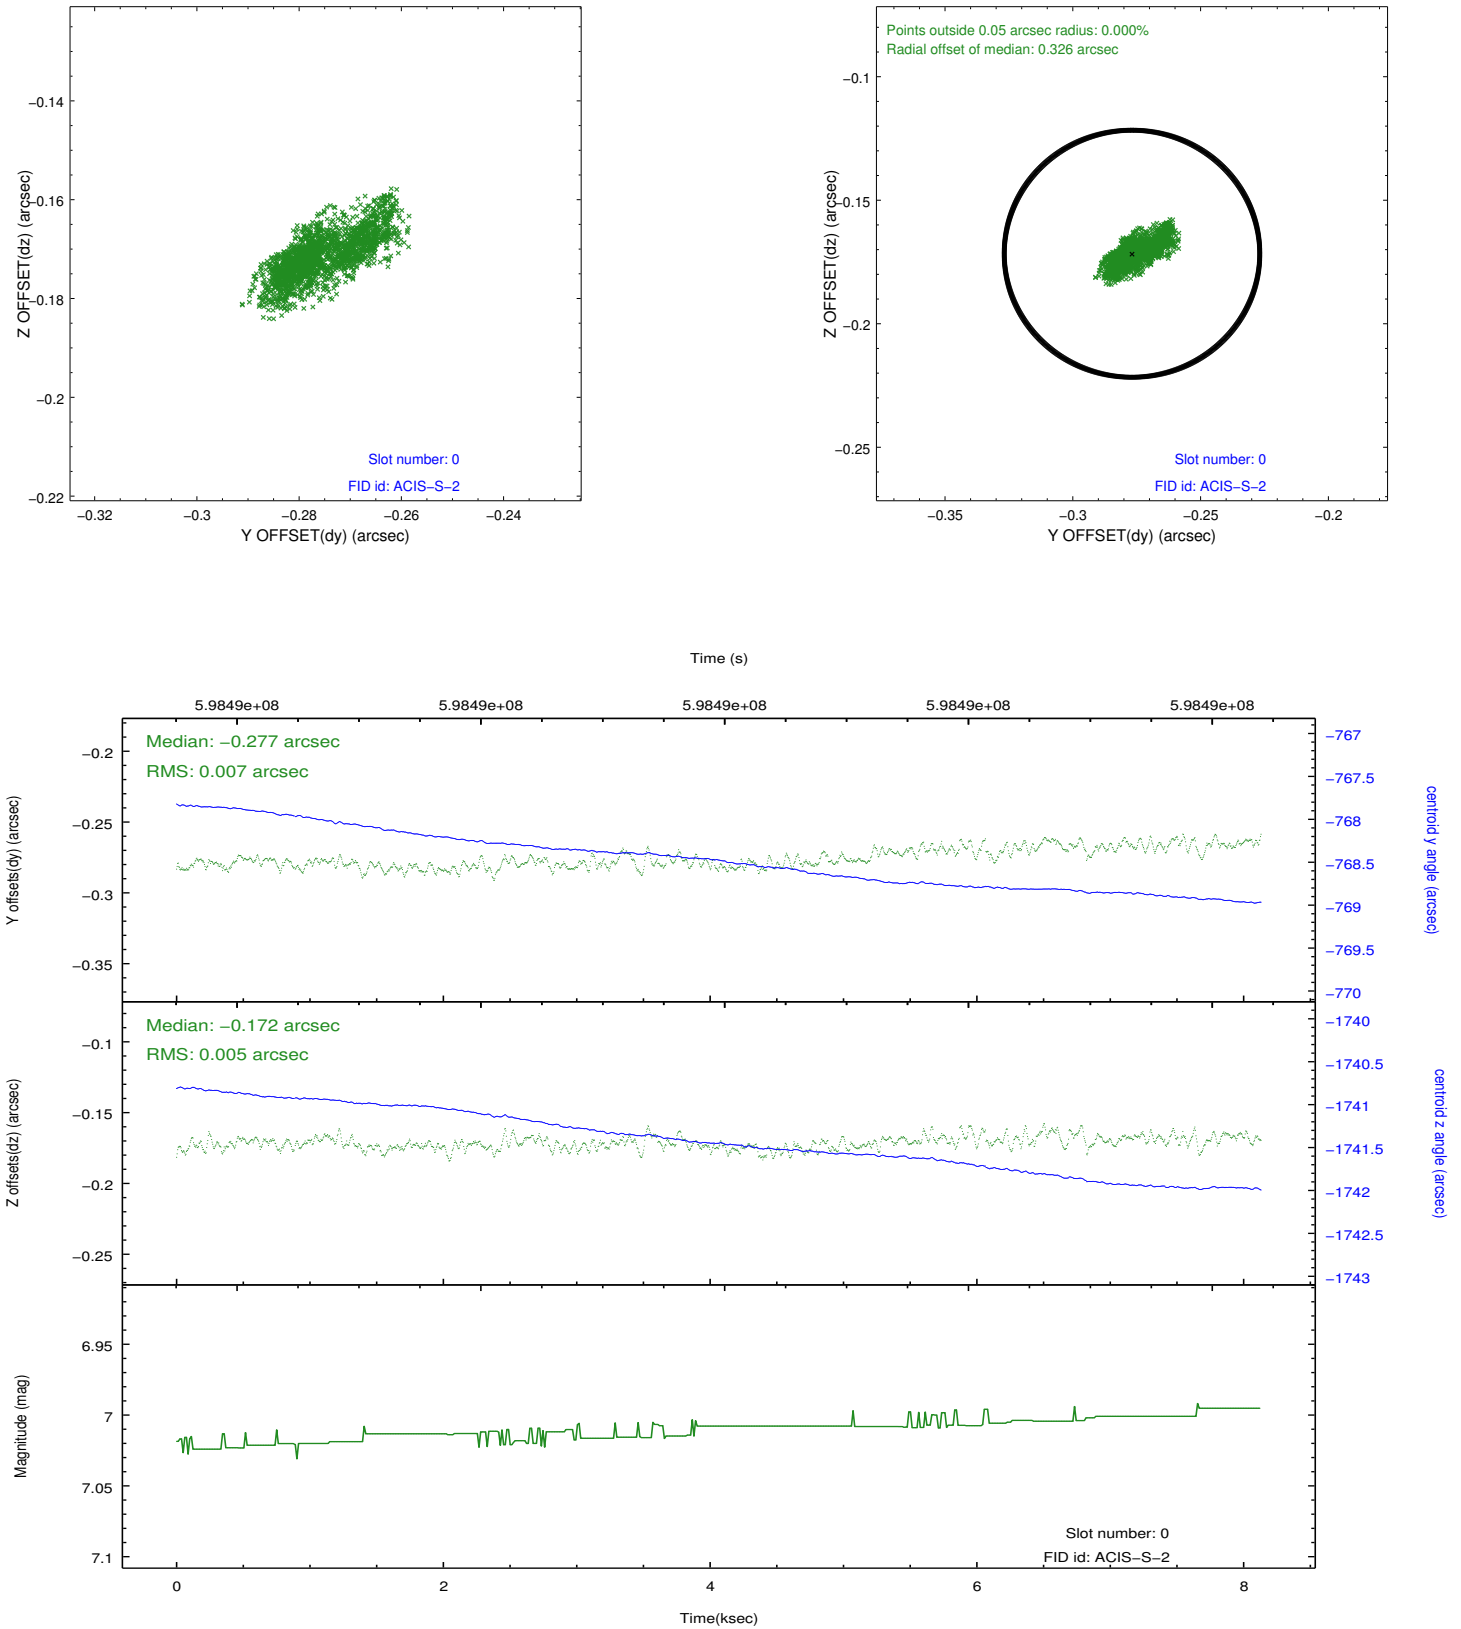 −0.14
−0.16
−0.18
−0.2
−0.22
Z OFFSET(dz) (arcsec)
Slot number: 0
FID id: ACIS−S−2
−0.32
−0.3
−0.28
−0.26
−0.24
Y OFFSET(dy) (arcsec)
Points outside 0.05 arcsec radius: 0.000%
Radial offset of median: 0.326 arcsec
−0.1
−0.15
−0.2
−0.25
Z OFFSET(dz) (arcsec)
Slot number: 0
FID id: ACIS−S−2
−0.35
−0.3
−0.25
−0.2
Y OFFSET(dy) (arcsec)
Time (s)
5.9849e+08
5.9849e+08
5.9849e+08
5.9849e+08
5.9849e+08
Median: −0.277 arcsec
RMS: 0.007 arcsec
−0.2
−0.25
−0.3
−0.35
Y offsets(dy) (arcsec)
−767
−767.5
−768
−768.5
−769
−769.5
−770
centroid y angle (arcsec)
Median: −0.172 arcsec
RMS: 0.005 arcsec
−0.1
−0.15
−0.2
−0.25
Z offsets(dz) (arcsec)
−1740
−1740.5
−1741
−1741.5
−1742
−1742.5
−1743
centroid z angle (arcsec)
6.95
7
7.05
7.1
Magnitude (mag)
Slot number: 0
FID id: ACIS−S−2
0
2
4
6
8
Time(ksec)